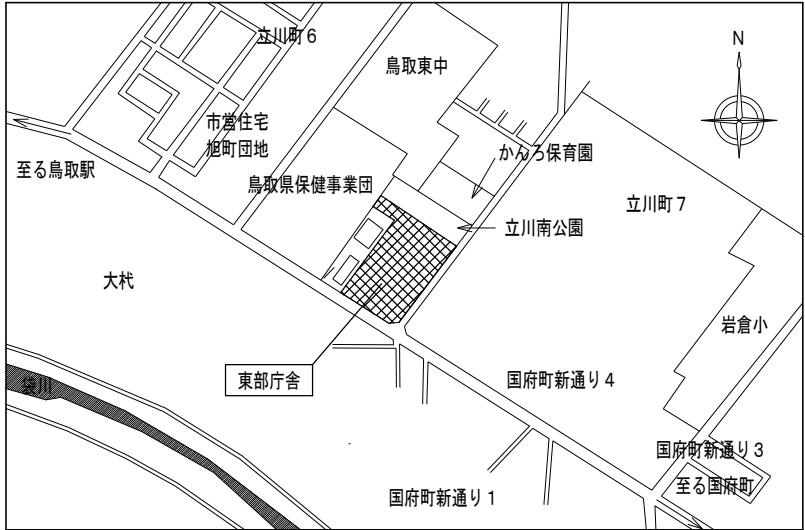 立川町６
鳥取東中
N
市営住宅
旭町団地
かんろ保育園
至る鳥取駅
鳥取県保健事業団
立川町７
立川南公園
大杙
岩倉小
東部庁舎
国府町新通り４
袋川
国府町新通り３
至る国府町
国府町新通り１